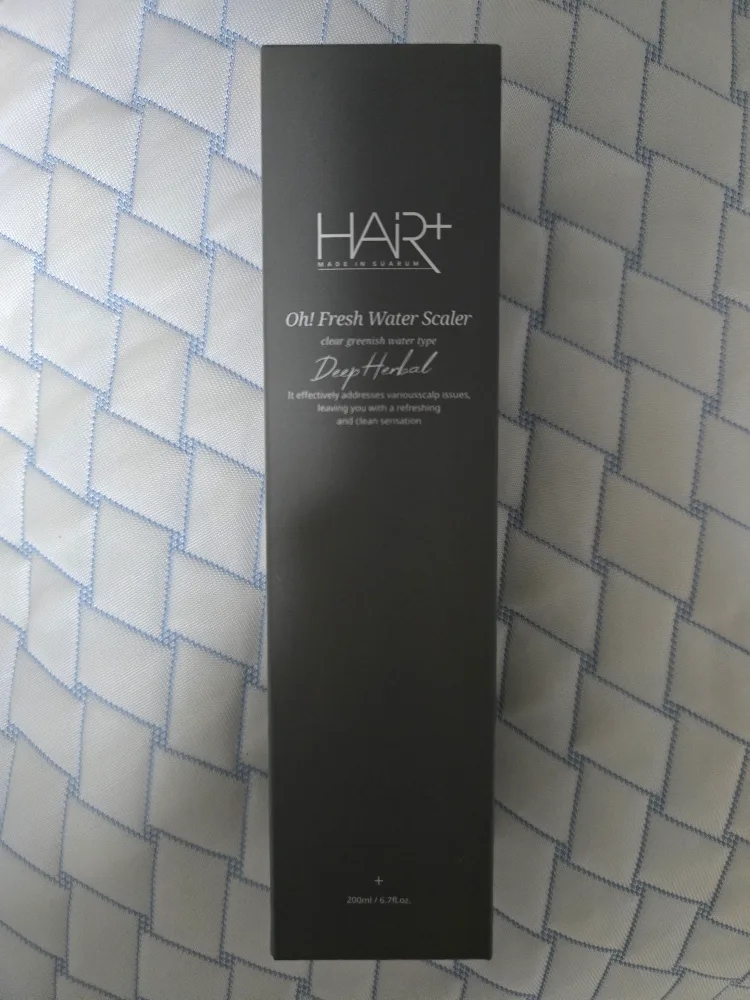 HAiR+
MADE IN SUARUM
Oh! Fresh Water Scaler
clear greenish water type
Deep Herbal
It effectively addresses variousscalp issues,
leaving you with a refreshing
and clean sensation
+
200ml / 6.7fl.oz.